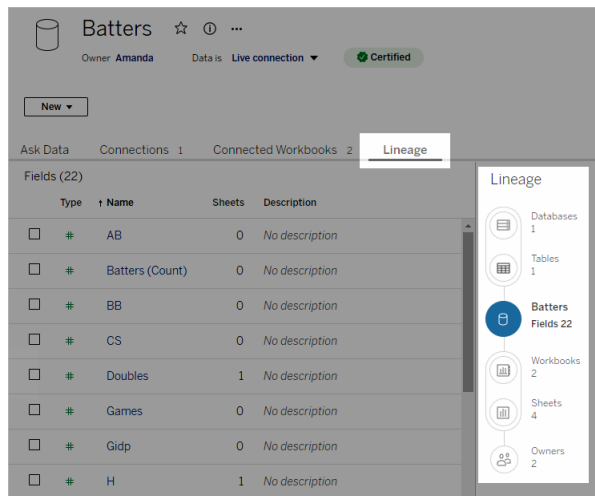 Batters
Owner Amanda Data is Live connection Certified
New
Ask Data Connections 1 Connected Workbooks 2 Lineage
Fields (22)
Type ↑ Name Sheets Description
# AB 0 No description
# Batters (Count) 0 No description
# BB 0 No description
# CS 0 No description
# Doubles 1 No description
# Games 0 No description
# Gidp 0 No description
# H 1 No description
Lineage
Databases
1
Tables
1
Batters
Fields 22
Workbooks
2
Sheets
4
Owners
2